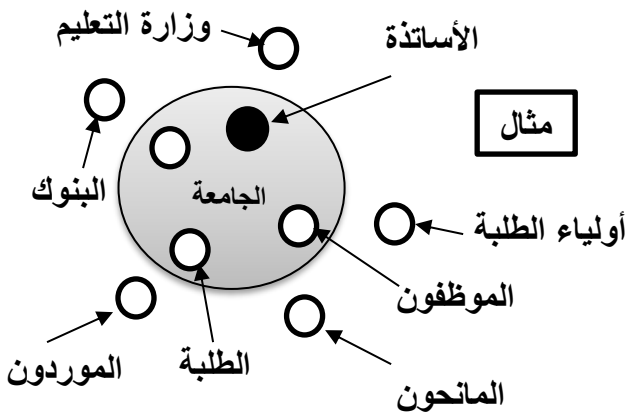 وزارة التعليم
الأساتذة
مثال
البنوك
الجامعة
أولياء الطلبة
الموظفون
الموردون
الطلبة
المانحون